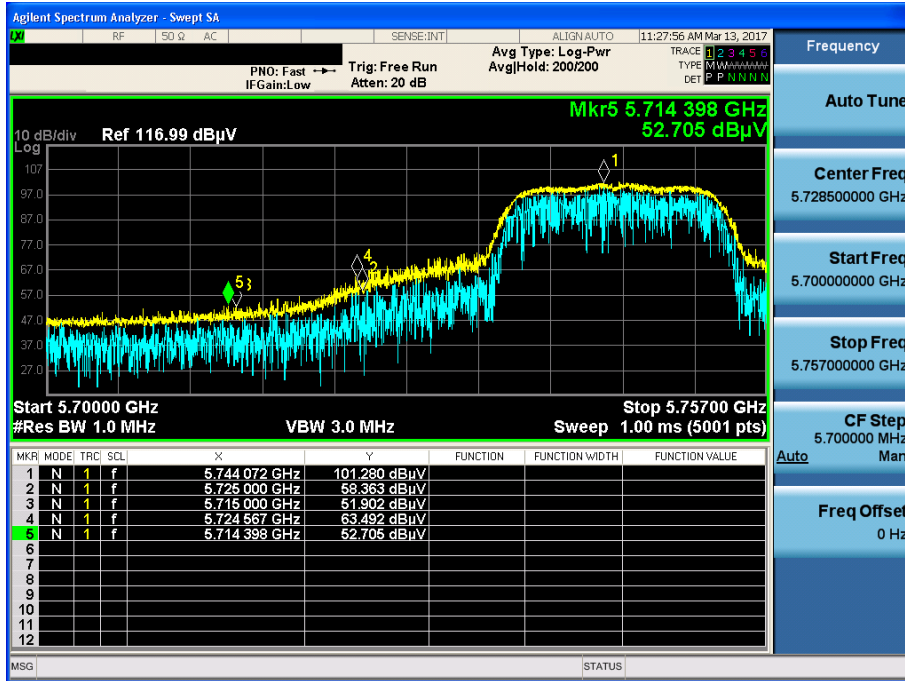 Agilent Spectrum Analyzer - Swept SA
LXI RF 50 Ω AC SENSE:INT ALIGN AUTO 11:27:56 AM Mar 13, 2017
PNO: Fast Trig: Free Run Avg Type: Log-Pwr TRACE 1 2 3 4 5 6
IFGain:Low Atten: 20 dB Avg|Hold: 200/200 TYPE M W
DET P P N N N N
Mkr5 5.714 398 GHz
52.705 dBµV
10 dB/div Ref 116.99 dBµV
Log
107
97.0
87.0
77.0
67.0
57.0
47.0
37.0
27.0
1
4
2
5 3
Start 5.70000 GHz Stop 5.75700 GHz
#Res BW 1.0 MHz VBW 3.0 MHz Sweep 1.00 ms (5001 pts)
MKR MODE TRC SCL X Y FUNCTION FUNCTION WIDTH FUNCTION VALUE
1 N 1 f 5.744 072 GHz 101.280 dBµV
2 N 1 f 5.725 000 GHz 58.363 dBµV
3 N 1 f 5.715 000 GHz 51.902 dBµV
4 N 1 f 5.724 567 GHz 63.492 dBµV
5 N 1 f 5.714 398 GHz 52.705 dBµV
6
7
8
9
10
11
12
MSG STATUS
Frequency
Auto Tune
Center Freq
5.728500000 GHz
Start Freq
5.700000000 GHz
Stop Freq
5.757000000 GHz
CF Step
5.700000 MHz
Auto Man
Freq Offset
0 Hz